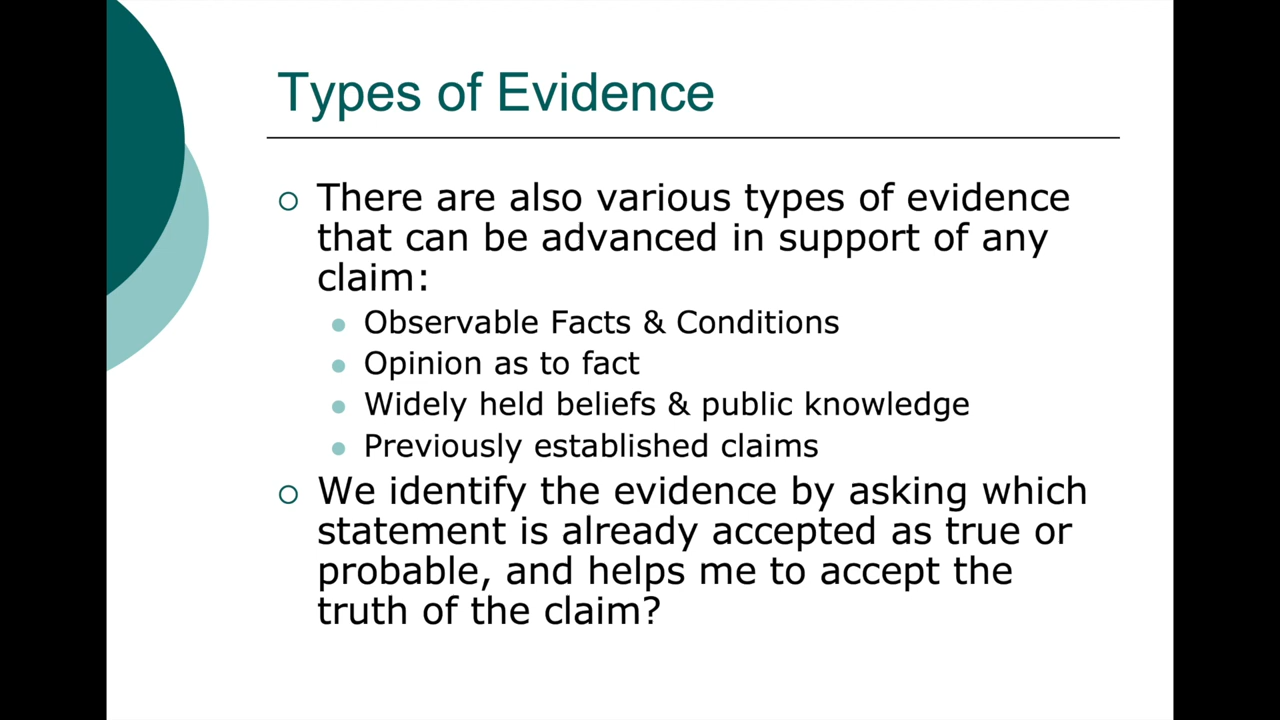 Types of Evidence
There are also various types of evidence
that can be advanced in support of any
claim:
Observable Facts & Conditions
Opinion as to fact
Widely held beliefs & public knowledge
Previously established claims
We identify the evidence by asking which
statement is already accepted as true or
probable, and helps me to accept the
truth of the claim?